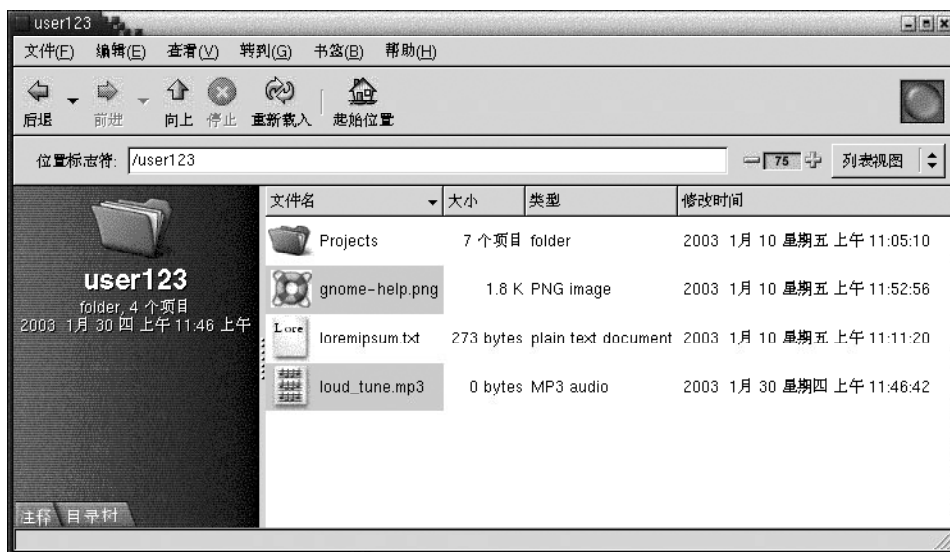 user123
文件(F) 编辑(E) 查看(V) 转到(G) 书签(B) 帮助(H)
后退 前进 向上 停止 重新载入 起始位置
位置标志符: /user123 75 列表视图
文件名 大小 类型 修改时间
Projects 7 个项目 folder 2003 1月 10 星期五 上午 11:05:10
gnome-help.png 1.8 K PNG image 2003 1月 10 星期五 上午 11:52:56
Lore
loremipsum.txt 273 bytes plain text document 2003 1月 10 星期五 上午 11:11:20
loud_tune.mp3 0 bytes MP3 audio 2003 1月 30 星期四 上午 11:46:42
user123
folder, 4 个项目
2003 1月 30 四 上午 11:46 上午
注释 目录树